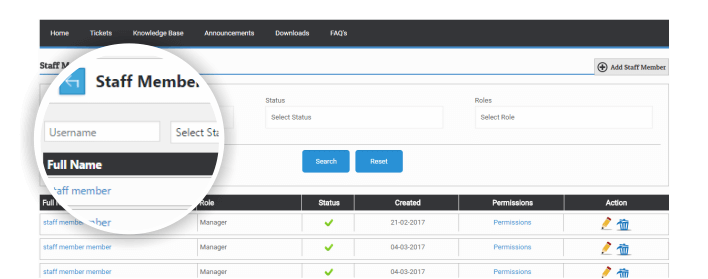 Home Tickets Knowledge Base Announcements Downloads FAQ's
Staff M
Add Staff Member
Staff Membe
Status Roles
Username Select Sta Select Status Select Role
Search Reset
Full Name
staff member
Full Role Status Created Permissions Action
staff member member Manager 21-02-2017 Permissions
staff member member Manager 04-03-2017 Permissions
staff member member Manager 04-03-2017 Permissions